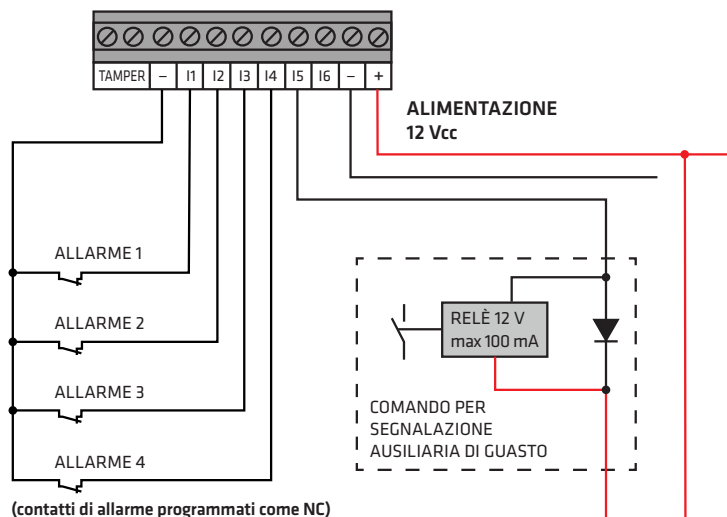 TAMPER – I1 I2 I3 I4 I5 I6 – +
ALIMENTAZIONE
12 Vcc
ALLARME 1
ALLARME 2
ALLARME 3
ALLARME 4
RELÈ 12 V
max 100 mA
COMANDO PER
SEGNALAZIONE
AUSILIARIA DI GUASTO
(contatti di allarme programmati come NC)